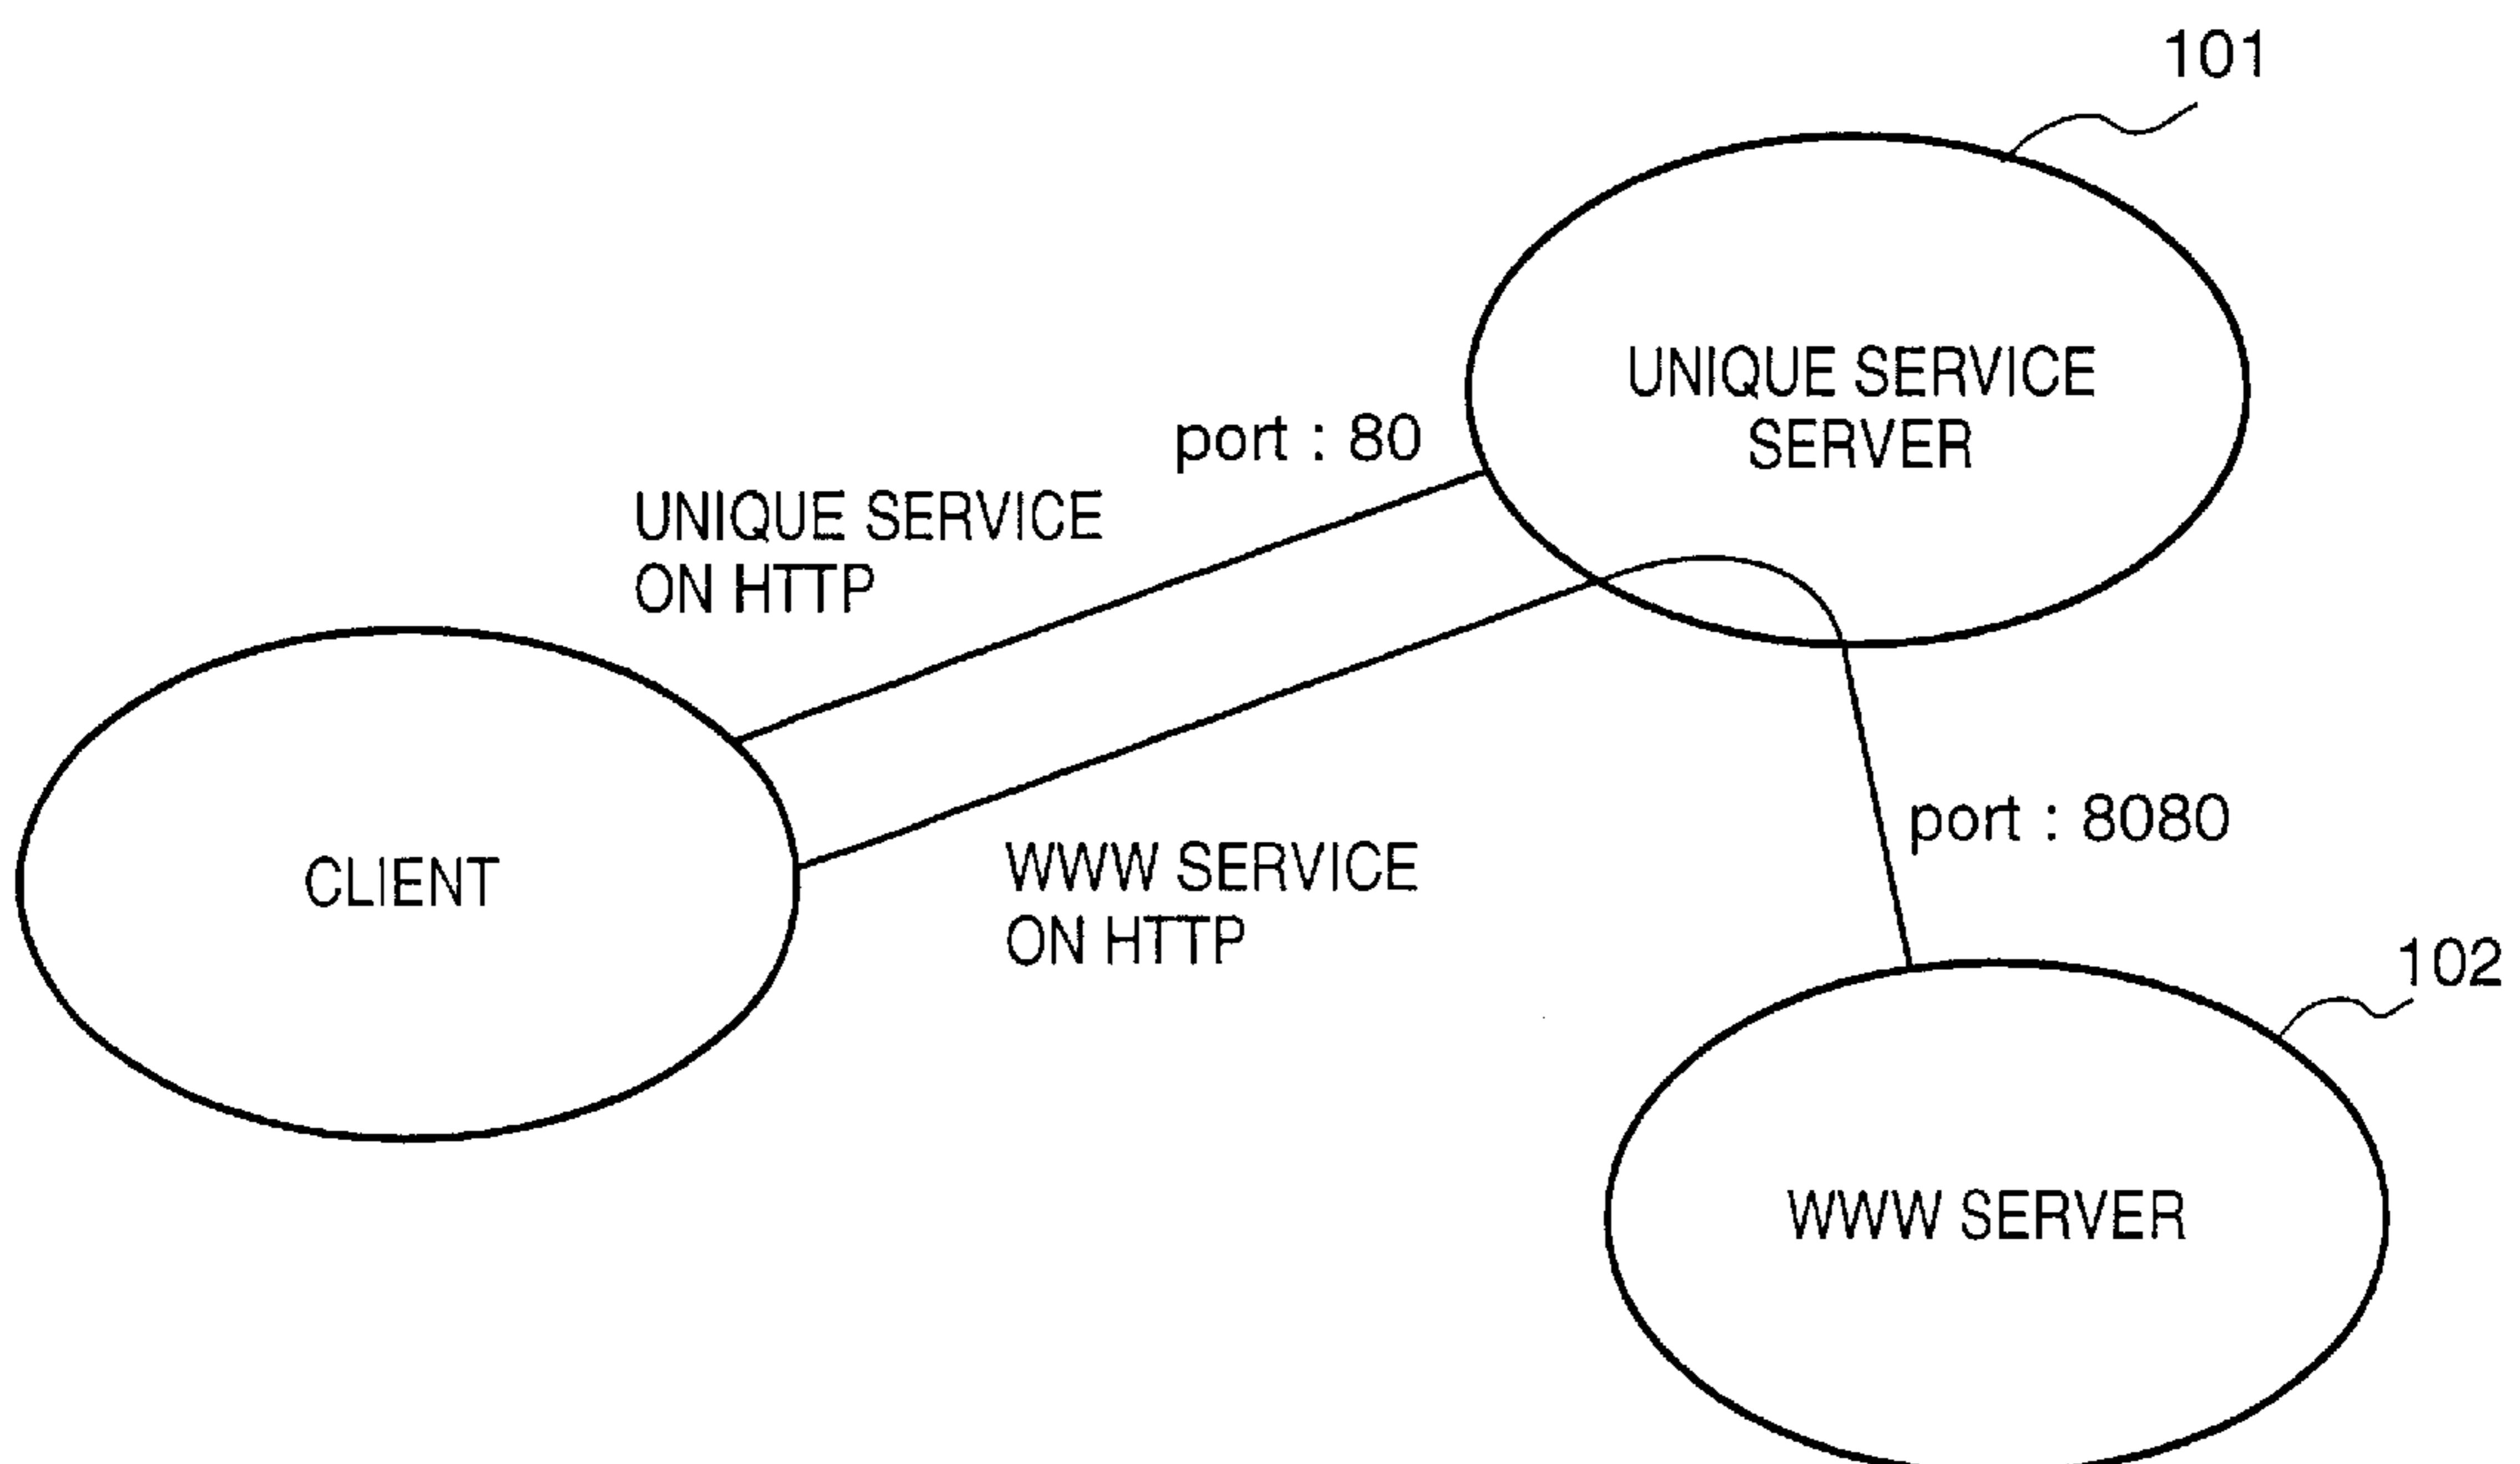 101
UNIQUE SERVICE
SERVER
port : 80
UNIQUE SERVICE
ON HTTP
port : 8080
CLIENT
WWW SERVICE
ON HTTP
102
WWW SERVER